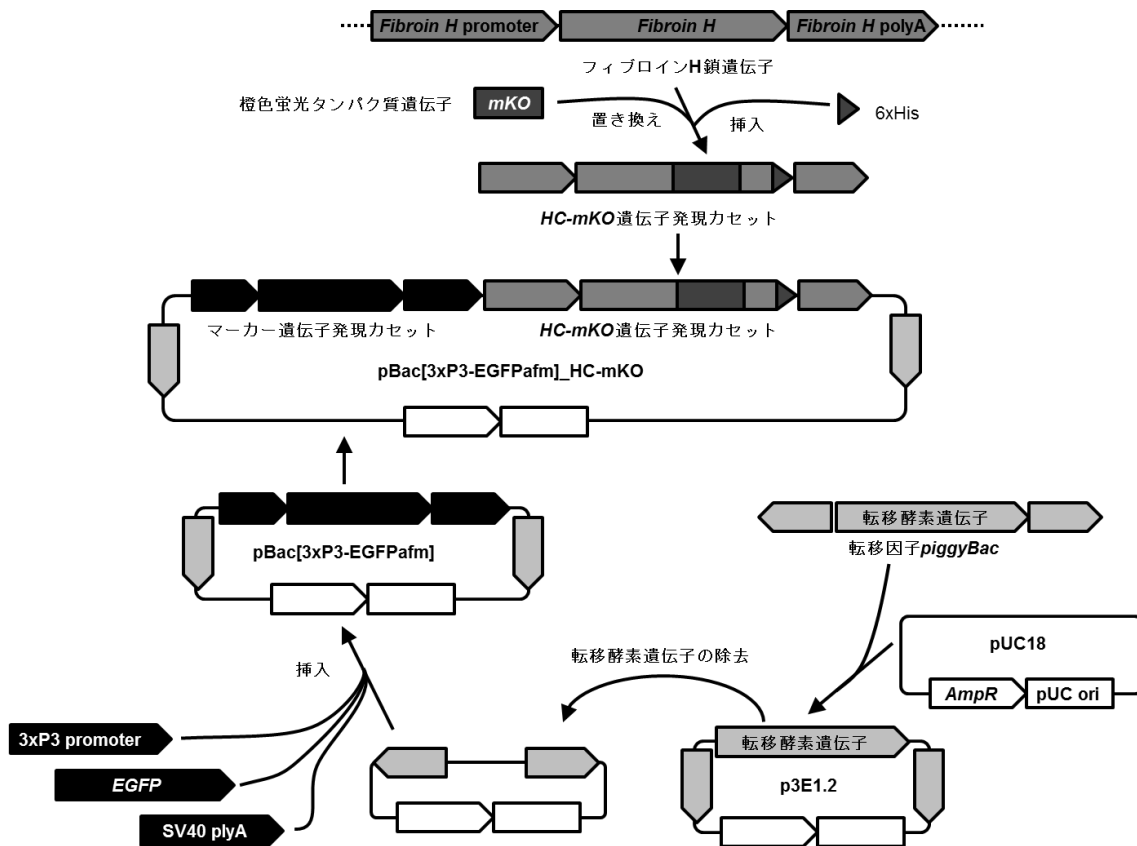 Fibroin H promoter
Fibroin H
Fibroin H polyA
フィブロインH鎖遺伝子
橙色蛍光タンパク質遺伝子
mKO
置き換え
挿入
6xHis
HC-mKO遺伝子発現カセット
マーカー遺伝子発現カセット
HC-mKO遺伝子発現カセット
pBac[3xP3-EGFPafm]_HC-mKO
pBac[3xP3-EGFPafm]
転移酵素遺伝子
転移因子piggyBac
pUC18
AmpR
pUC ori
挿入
転移酵素遺伝子の除去
3xP3 promoter
EGFP
SV40 plyA
転移酵素遺伝子
p3E1.2